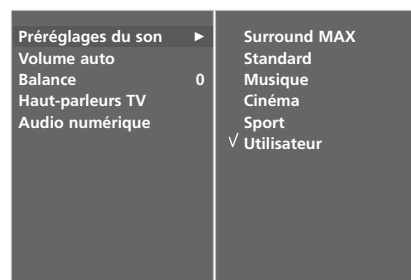 Préréglages du son ►
Volume auto
Balance 0
Haut-parleurs TV
Audio numérique
Surround MAX
Standard
Musique
Cinéma
Sport
√ Utilisateur